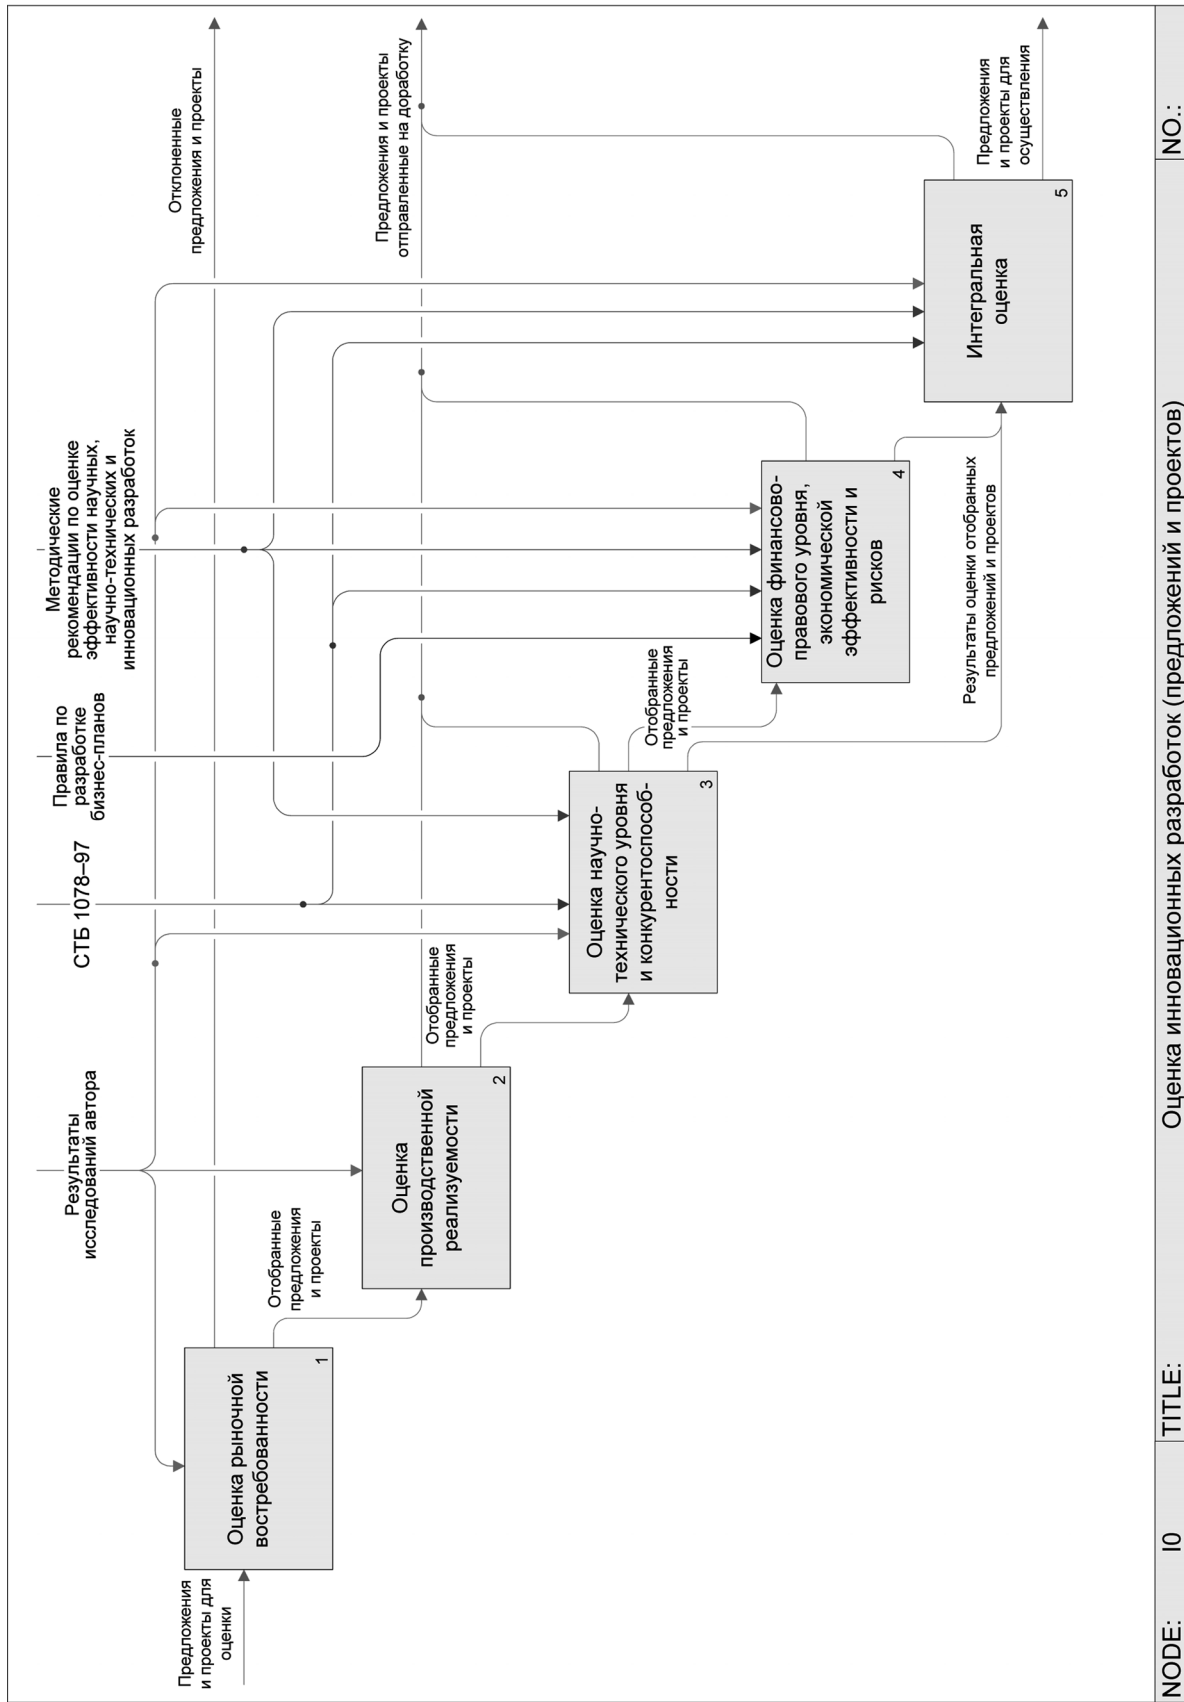 Результаты
исследований автора
СТБ 1078–97
Правила по
разработке
бизнес-планов
Методические
рекомендации по оценке
эффективности научных,
научно-технических и
инновационных разработок
Отклоненные
предложения и проекты
Предложения и проекты
отправленные на доработку
Предложения
и проекты для
осуществления
Предложения
и проекты для
оценки
Оценка рыночной
востребованности
1
Отобранные
предложения
и проекты
Оценка
производственной
реализуемости
2
Отобранные
предложения
и проекты
Оценка научно-
технического уровня
и конкурентоспособ-
ности
3
Отобранные
предложения
и проекты
Оценка финансово-
правового уровня,
экономической
эффективности и
рисков
4
Результаты оценки отобранных
предложений и проектов
Интегральная
оценка
5
NODE: I0
TITLE: Оценка инновационных разработок (предложений и проектов)
NO.: